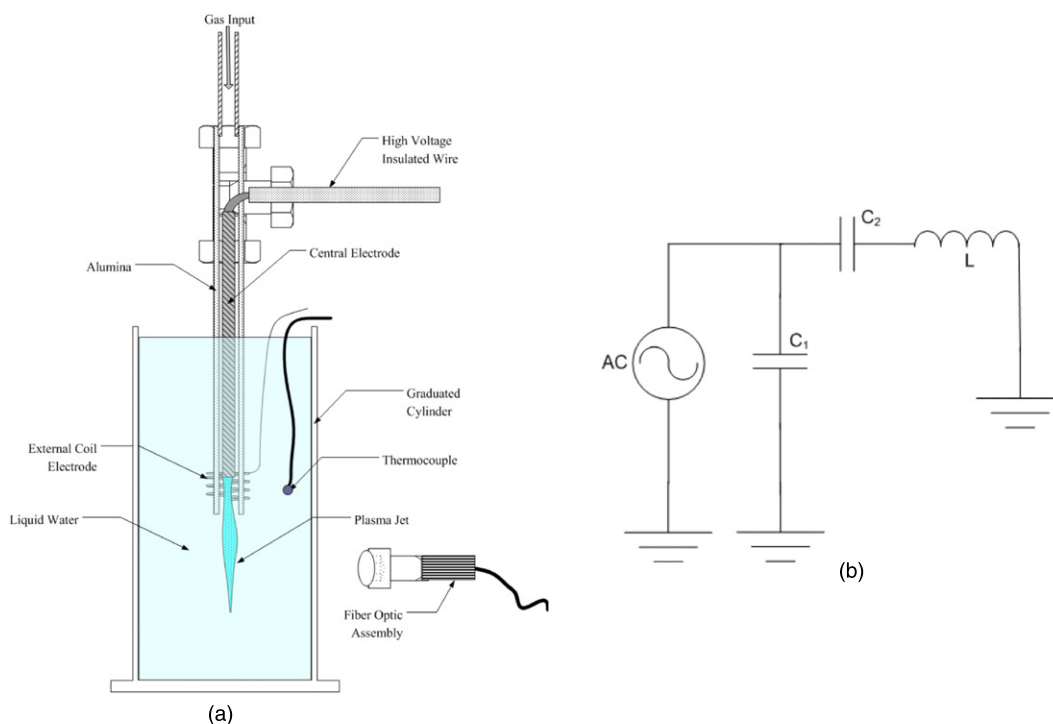 Gas Input
High Voltage
Insulated Wire
Central Electrode
Alumina
Graduated
Cylinder
External Coil
Electrode
Thermocouple
Liquid Water
Plasma Jet
Fiber Optic
Assembly
(a)
C2
L
C1
AC
(b)